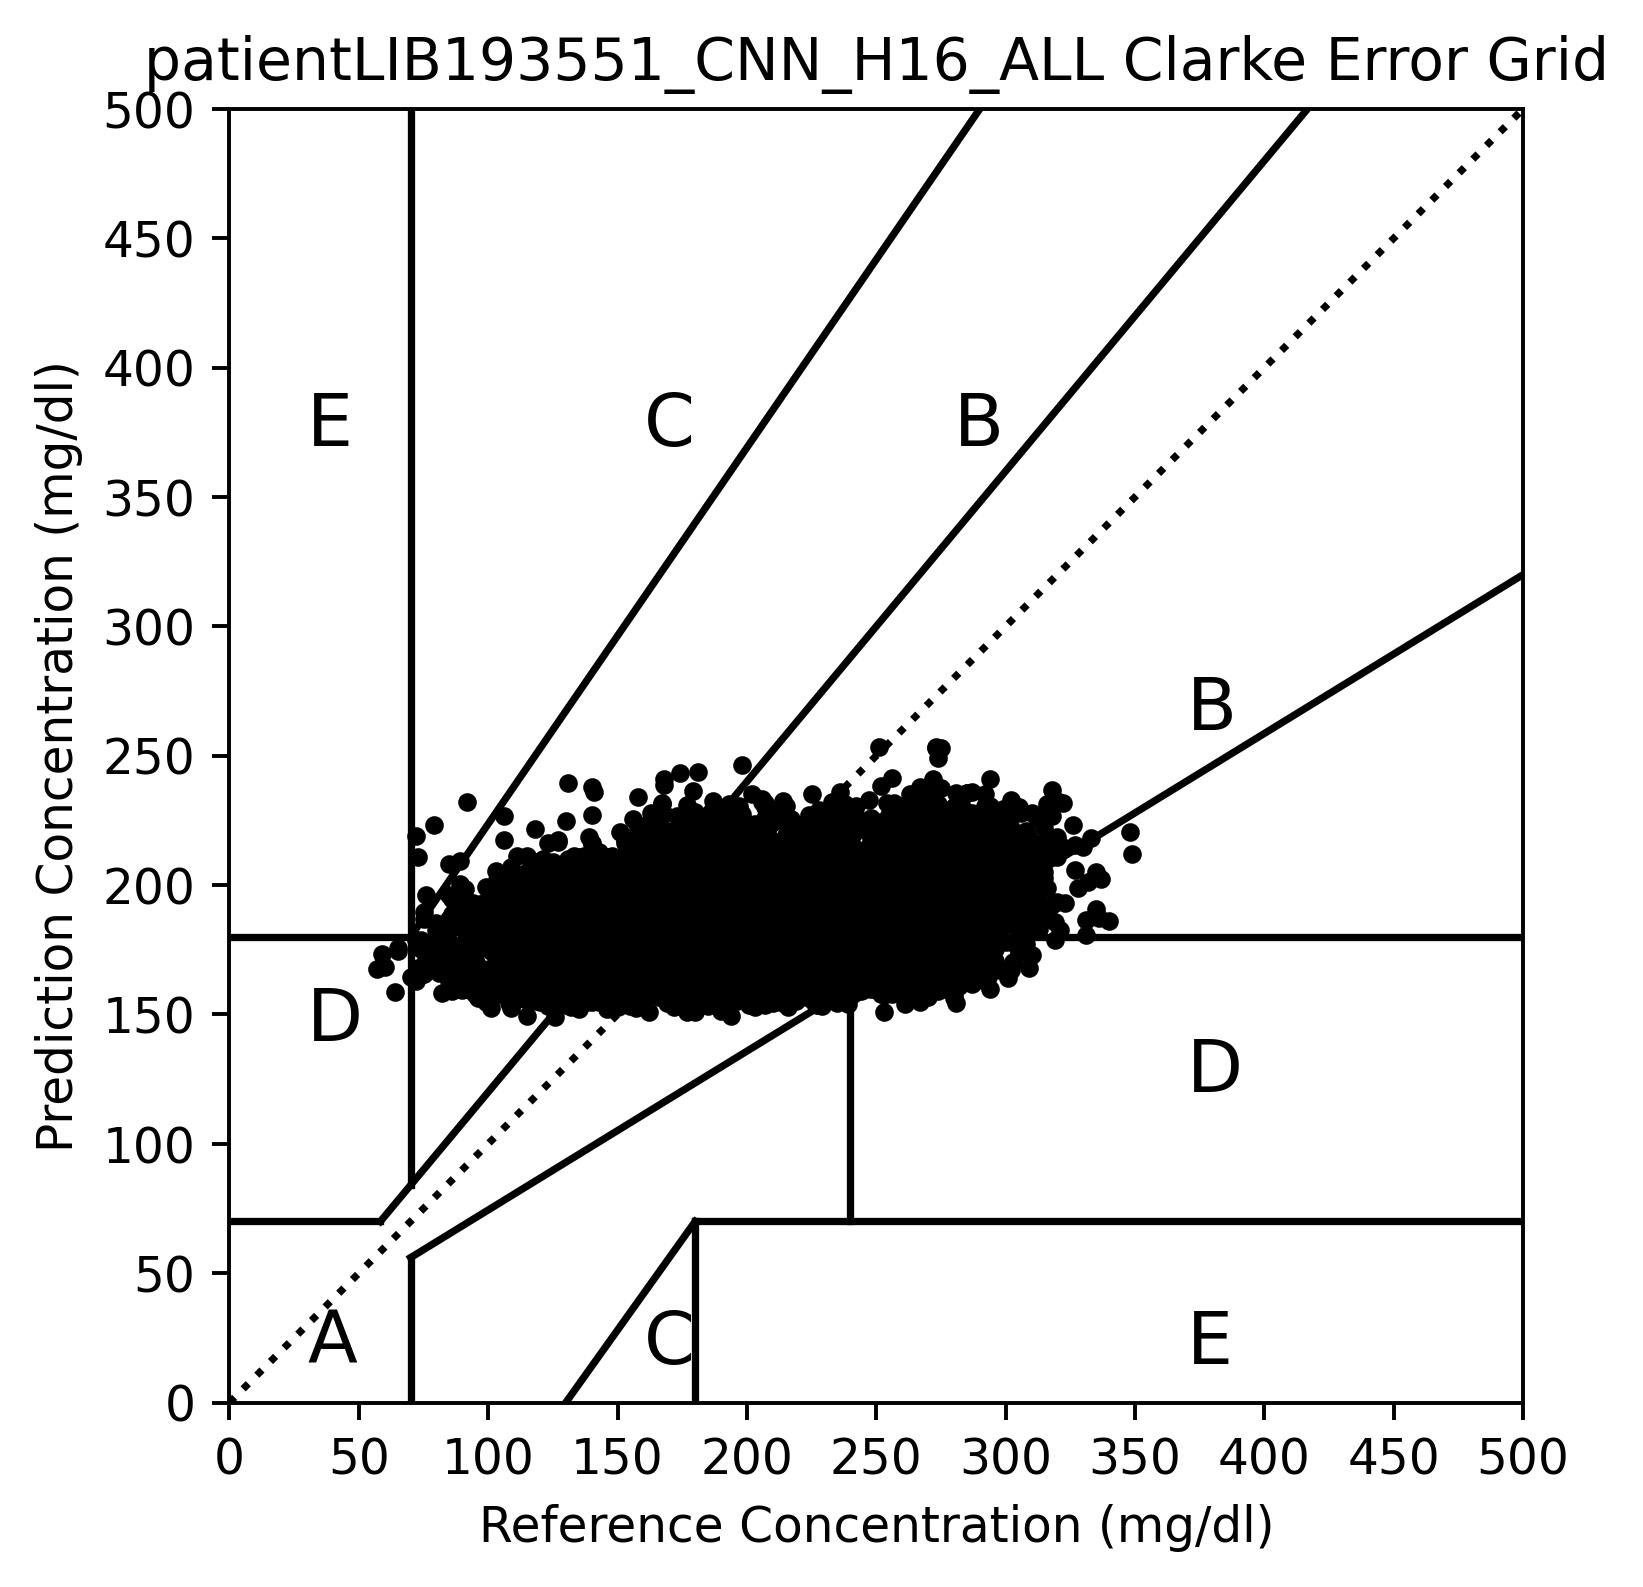 patientLIB193551_CNN_H16_ALL Clarke Error Grid
500
450
400
350
300
250
200
150
100
50
0
Prediction Concentration (mg/dl)
E
C
B
B
D
D
A
C
E
0 50 100 150 200 250 300 350 400 450 500
Reference Concentration (mg/dl)